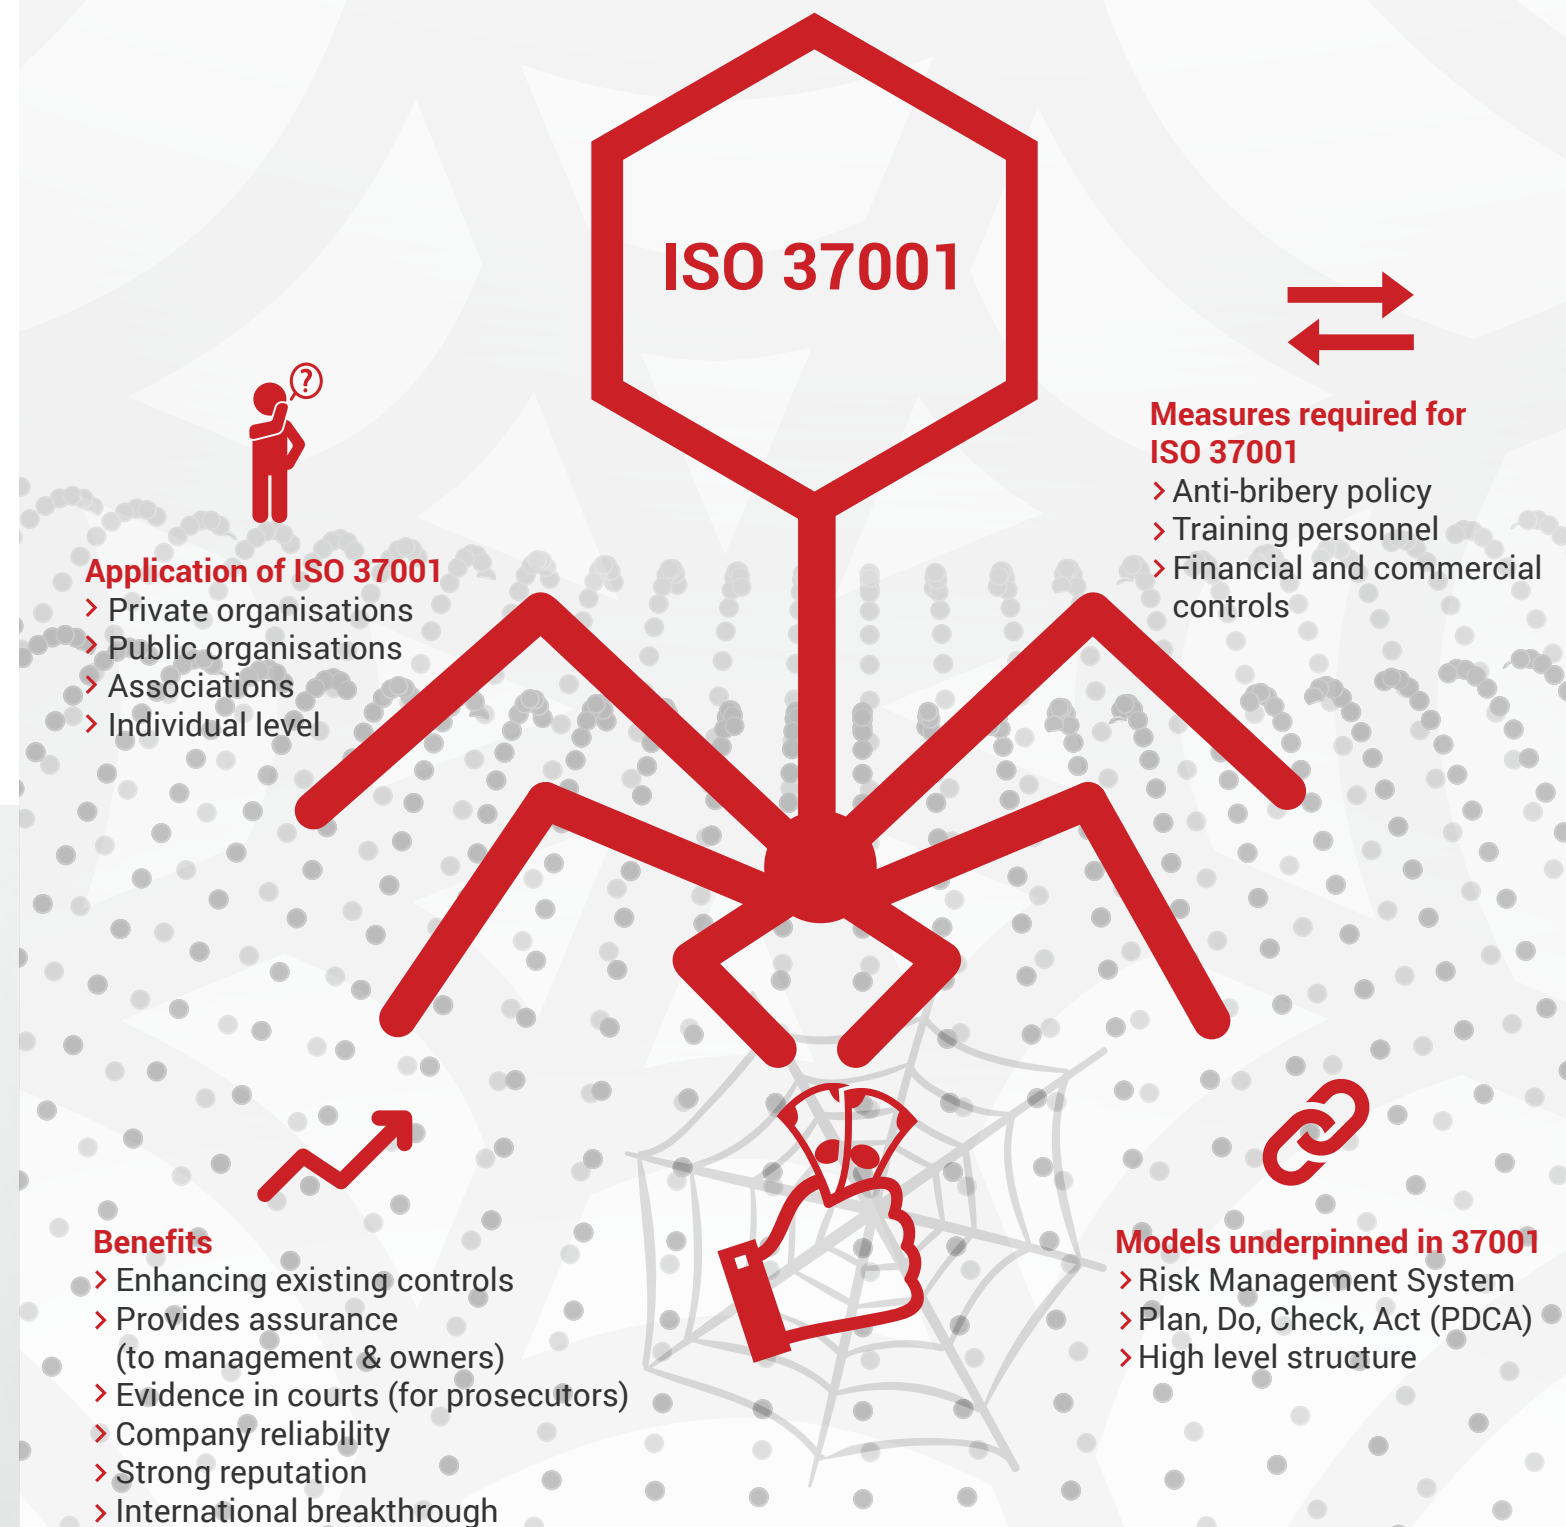 ISO 37001
?
Application of ISO 37001
Private organisations
Public organisations
Associations
Individual level
Measures required for
ISO 37001
Anti-bribery policy
Training personnel
Financial and commercial
controls
Benefits
Enhancing existing controls
Provides assurance
(to management & owners)
Evidence in courts (for prosecutors)
Company reliability
Strong reputation
International breakthrough
Models underpinned in 37001
Risk Management System
Plan, Do, Check, Act (PDCA)
High level structure